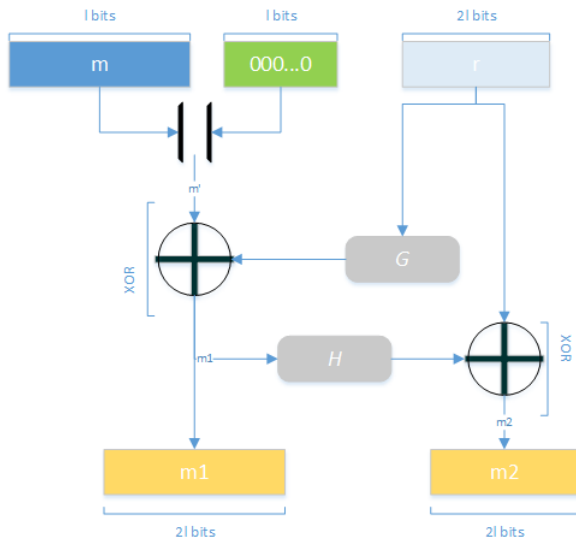 l bits
l bits
2l bits
m
000...0
r
m'
XOR
G
m1
H
XOR
m2
m1
m2
2l bits
2l bits